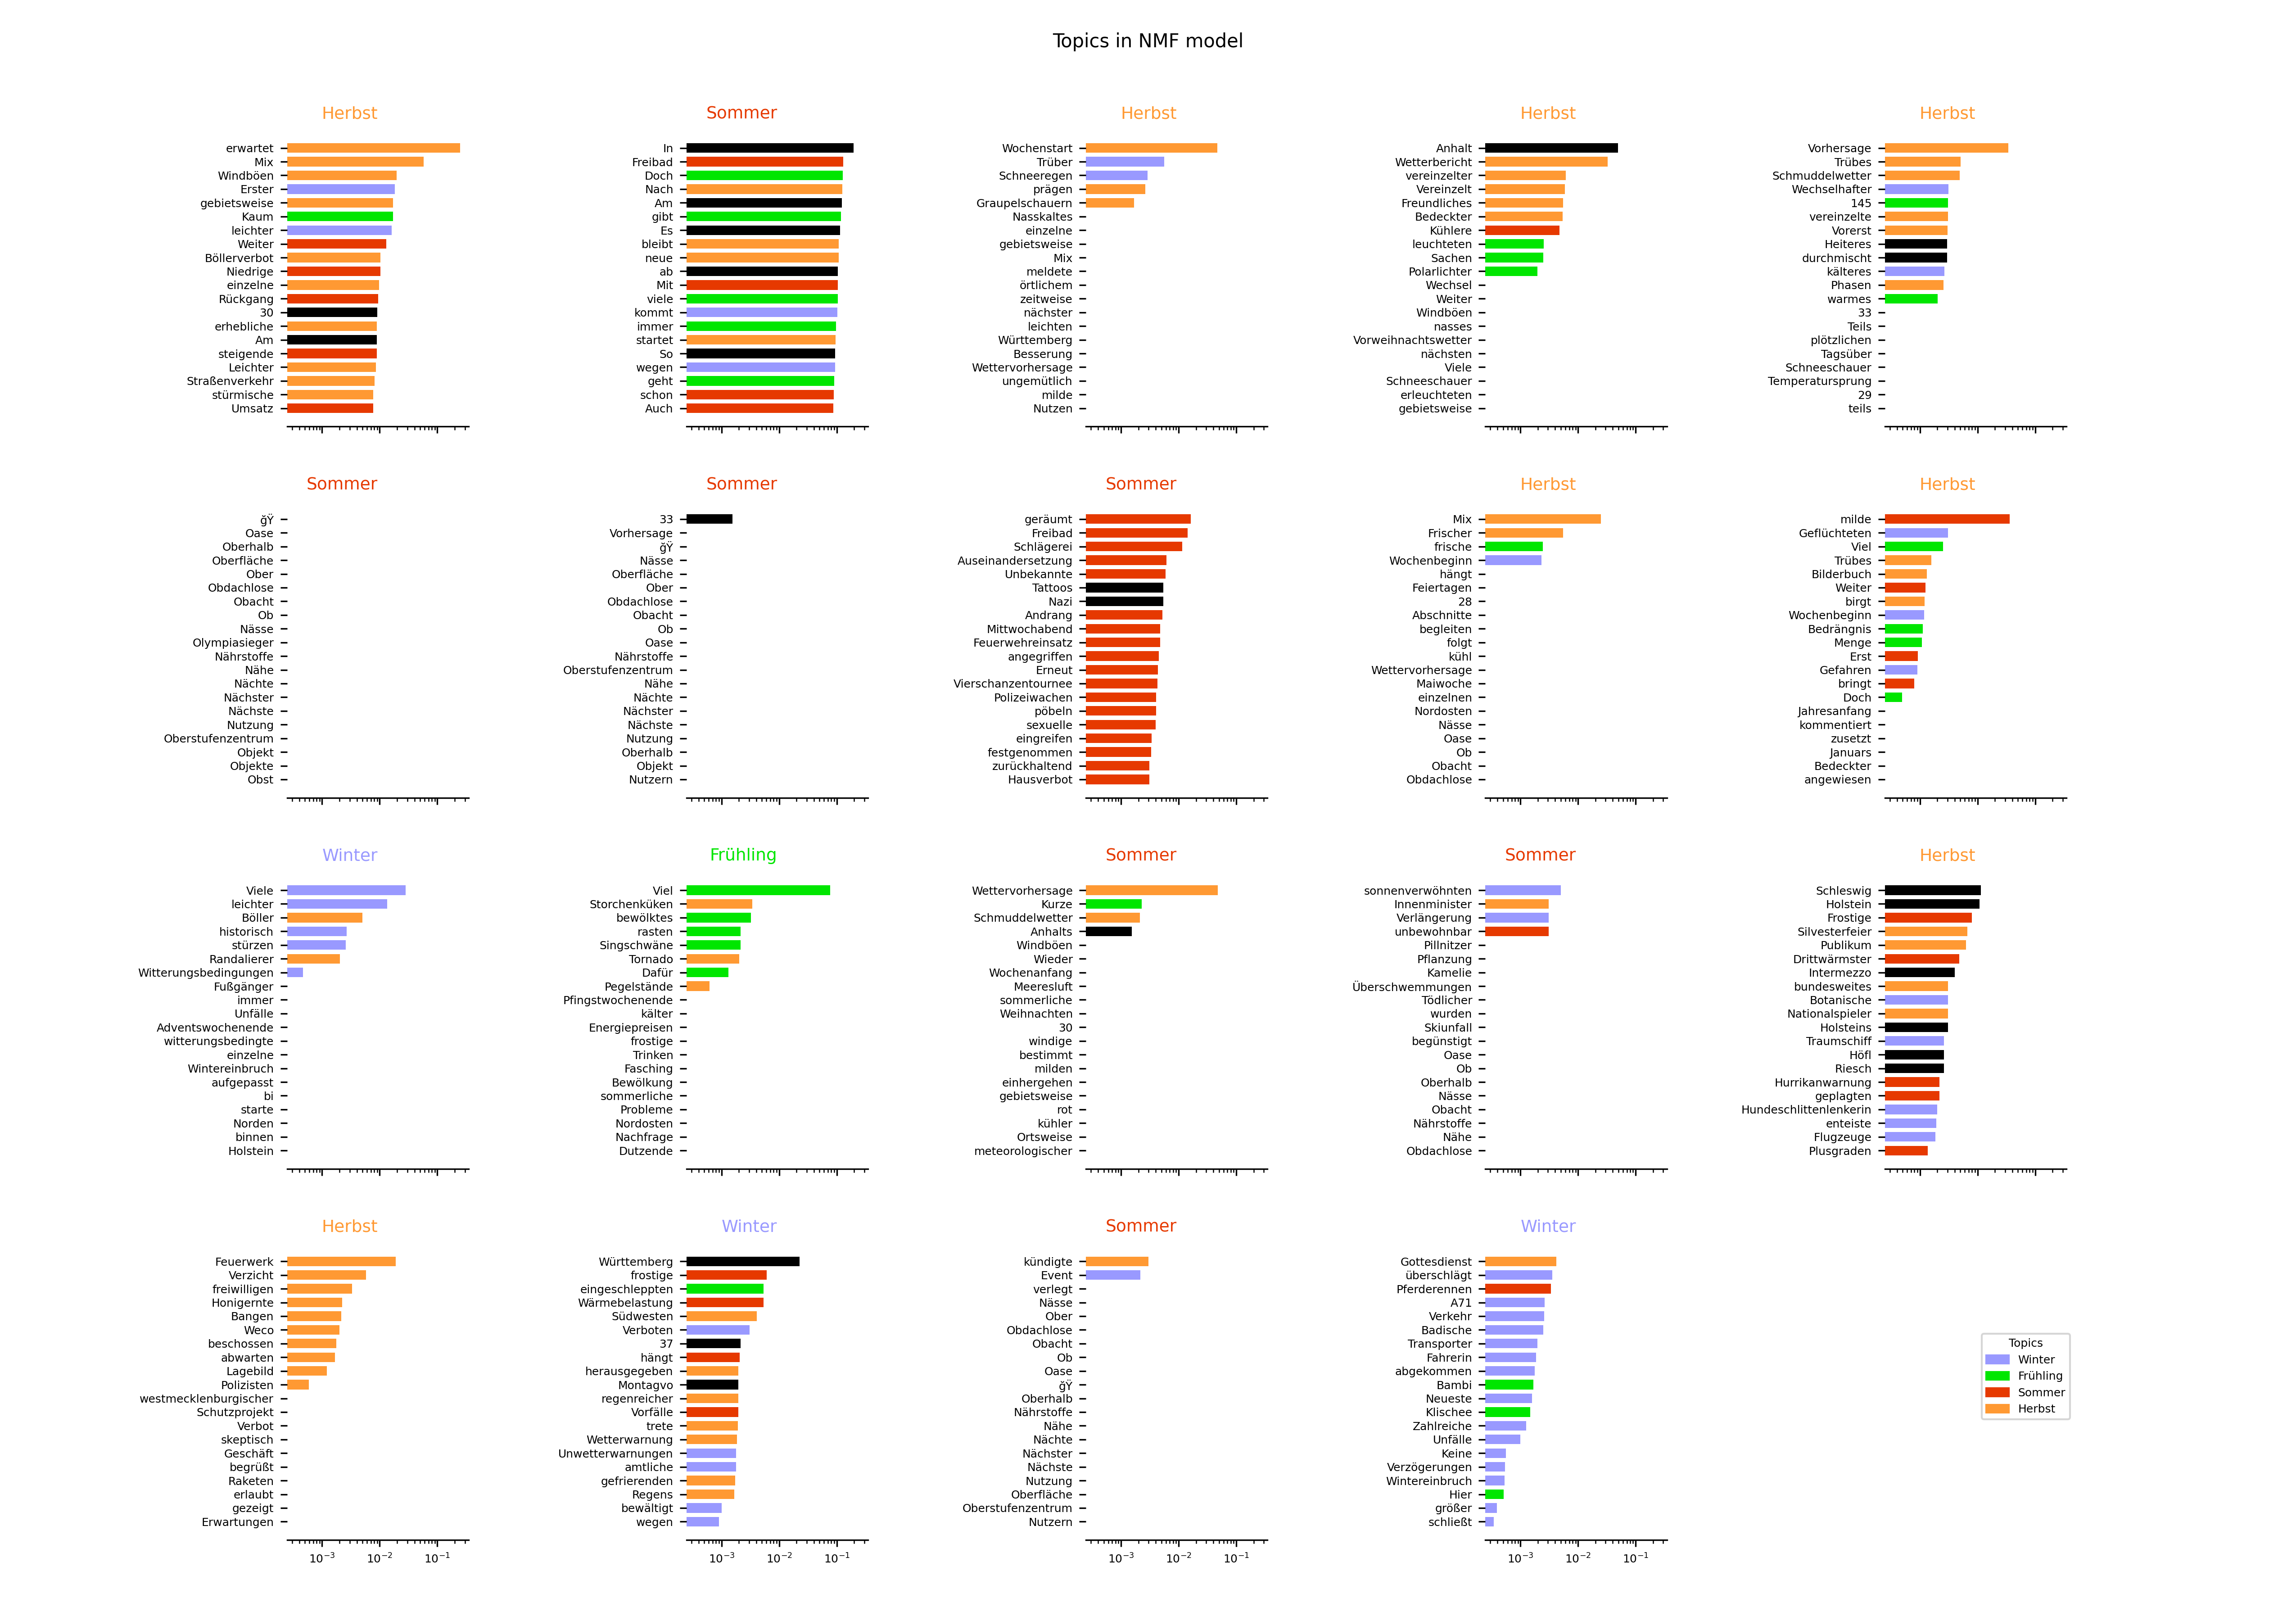 Topics in NMF model
Herbst
erwartet
Mix
Windböen
Erster
gebietsweise
Kaum
leichter
Weiter
Böllerverbot
Niedrige
einzelne
Rückgang
30
erhebliche
Am
steigende
Leichter
Straßenverkehr
stürmische
Umsatz
Sommer
In
Freibad
Doch
Nach
Am
gibt
Es
bleibt
neue
ab
Mit
viele
kommt
immer
startet
So
wegen
geht
schon
Auch
Herbst
Wochenstart
Trüber
Schneeregen
prägen
Graupelschauern
Nasskaltes
einzelne
gebietsweise
Mix
meldete
örtlichem
zeitweise
nächster
leichten
Württemberg
Besserung
Wettervorhersage
ungemütlich
milde
Nutzen
Herbst
Anhalt
Wetterbericht
vereinzelter
Vereinzelt
Freundliches
Bedeckter
Kühlere
leuchteten
Sachen
Polarlichter
Wechsel
Weiter
Windböen
nasses
Vorweihnachtswetter
nächsten
Viele
Schneeschauer
erleuchteten
gebietsweise
Herbst
Vorhersage
Trübes
Schmuddelwetter
Wechselhafter
145
vereinzelte
Vorerst
Heiteres
durchmischt
kälteres
Phasen
warmes
33
Teils
plötzlichen
Tagsüber
Schneeschauer
Temperatursprung
29
teils
Sommer
ğŸ
Oase
Oberhalb
Oberfläche
Ober
Obdachlose
Obacht
Ob
Nässe
Olympiasieger
Nährstoffe
Nähe
Nächte
Nächster
Nächste
Nutzung
Oberstufenzentrum
Objekt
Objekte
Obst
Sommer
33
Vorhersage
ğŸ
Nässe
Oberfläche
Ober
Obdachlose
Obacht
Ob
Oase
Nährstoffe
Oberstufenzentrum
Nähe
Nächte
Nächster
Nächste
Nutzung
Oberhalb
Objekt
Nutzern
Sommer
geräumt
Freibad
Schlägerei
Auseinandersetzung
Unbekannte
Tattoos
Nazi
Andrang
Mittwochabend
Feuerwehreinsatz
angegriffen
Erneut
Vierschanzentournee
Polizeiwachen
pöbeln
sexuelle
eingreifen
festgenommen
zurückhaltend
Hausverbot
Herbst
Mix
Frischer
frische
Wochenbeginn
hängt
Feiertagen
28
Abschnitte
begleiten
folgt
kühl
Wettervorhersage
Maiwoche
einzelnen
Nordosten
Nässe
Oase
Ob
Obacht
Obdachlose
Herbst
milde
Geflüchteten
Viel
Trübes
Bilderbuch
Weiter
birgt
Wochenbeginn
Bedrängnis
Menge
Erst
Gefahren
bringt
Doch
Jahresanfang
kommentiert
zusetzt
Januars
Bedeckter
angewiesen
Winter
Viele
leichter
Böller
historisch
stürzen
Randalierer
Witterungsbedingungen
Fußgänger
immer
Unfälle
Adventswochenende
witterungsbedingte
einzelne
Wintereinbruch
aufgepasst
bi
starte
Norden
binnen
Holstein
Frühling
Viel
Storchenküken
bewölktes
rasten
Singschwäne
Tornado
Dafür
Pegelstände
Pfingstwochenende
kälter
Energiepreisen
frostige
Trinken
Fasching
Bewölkung
sommerliche
Probleme
Nordosten
Nachfrage
Dutzende
Sommer
Wettervorhersage
Kurze
Schmuddelwetter
Anhalts
Windböen
Wieder
Wochenanfang
Meeresluft
sommerliche
Weihnachten
30
windige
bestimmt
milden
einhergehen
gebietsweise
rot
kühler
Ortsweise
meteorologischer
Sommer
sonnenverwöhnten
Innenminister
Verlängerung
unbewohnbar
Pillnitzer
Pflanzung
Kamelie
Überschwemmungen
Tödlicher
wurden
Skiunfall
begünstigt
Oase
Ob
Oberhalb
Nässe
Obacht
Nährstoffe
Nähe
Obdachlose
Herbst
Schleswig
Holstein
Frostige
Silvesterfeier
Publikum
Drittwärmster
Intermezzo
bundesweites
Botanische
Nationalspieler
Holsteins
Traumschiff
Höfl
Riesch
Hurrikanwarnung
geplagten
Hundeschlittenlenkerin
enteiste
Flugzeuge
Plusgraden
Herbst
Feuerwerk
Verzicht
freiwilligen
Honigernte
Bangen
Weco
beschossen
abwarten
Lagebild
Polizisten
westmecklenburgischer
Schutzprojekt
Verbot
skeptisch
Geschäft
begrüßt
Raketen
erlaubt
gezeigt
Erwartungen
10⁻³ 10⁻² 10⁻¹
Winter
Württemberg
frostige
eingeschleppten
Wärmebelastung
Südwesten
Verboten
37
hängt
herausgegeben
Montagvo
regenreicher
Vorfälle
trete
Wetterwarnung
Unwetterwarnungen
amtliche
gefrierenden
Regens
bewältigt
wegen
10⁻³ 10⁻² 10⁻¹
Sommer
kündigte
Event
verlegt
Nässe
Ober
Obdachlose
Obacht
Ob
Oase
ğŸ
Oberhalb
Nährstoffe
Nähe
Nächte
Nächster
Nächste
Nutzung
Oberfläche
Oberstufenzentrum
Nutzern
10⁻³ 10⁻² 10⁻¹
Winter
Gottesdienst
überschlägt
Pferderennen
A71
Verkehr
Badische
Transporter
Fahrerin
abgekommen
Bambi
Neueste
Klischee
Zahlreiche
Unfälle
Keine
Verzögerungen
Wintereinbruch
Hier
größer
schließt
10⁻³ 10⁻² 10⁻¹
Topics
Winter
Frühling
Sommer
Herbst